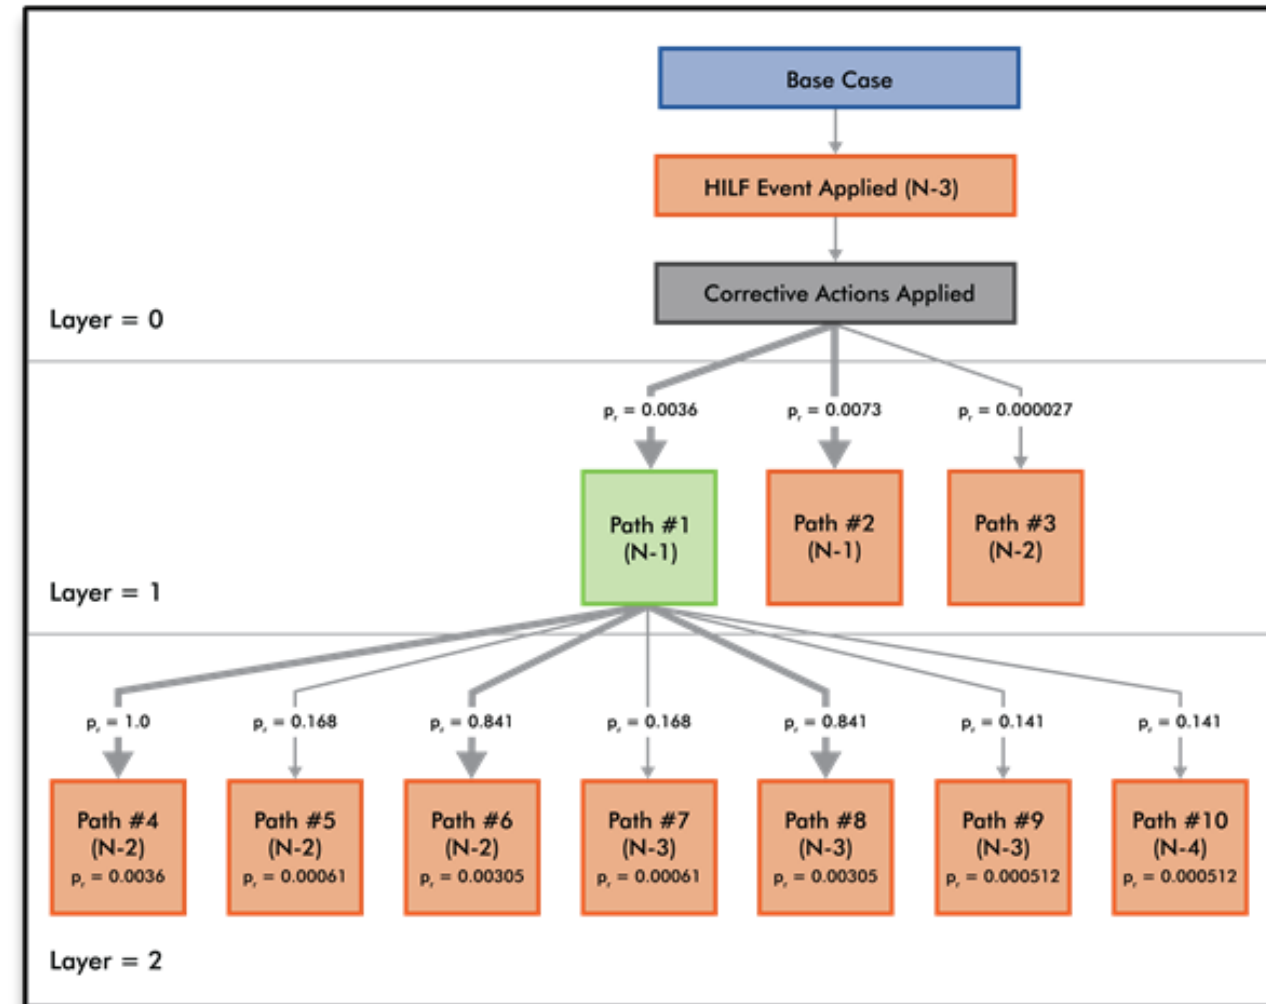 Base Case
HILF Event Applied (N-3)
Corrective Actions Applied
Layer = 0
pr = 0.0036
pr = 0.0073
pr = 0.000027
Path #1
(N-1)
Path #2
(N-1)
Path #3
(N-2)
Layer = 1
pr = 1.0
pr = 0.168
pr = 0.841
pr = 0.168
pr = 0.841
pr = 0.141
pr = 0.141
Path #4
(N-2)
pr = 0.0036
Path #5
(N-2)
pr = 0.00061
Path #6
(N-2)
pr = 0.00305
Path #7
(N-3)
pr = 0.00061
Path #8
(N-3)
pr = 0.00305
Path #9
(N-3)
pr = 0.000512
Path #10
(N-4)
pr = 0.000512
Layer = 2